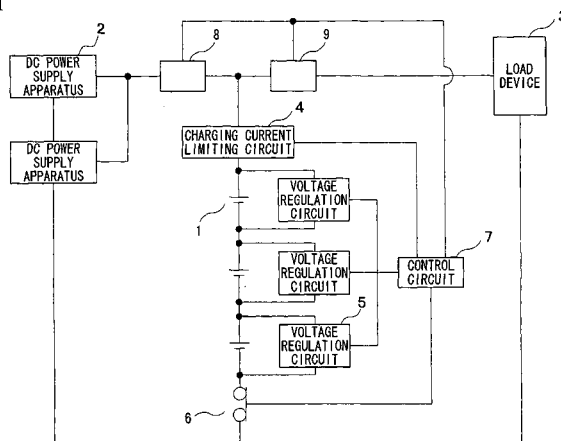 2
DC POWER
SUPPLY
APPARATUS
DC POWER
SUPPLY
APPARATUS
8
9
3
LOAD
DEVICE
4
CHARGING CURRENT
LIMITING CIRCUIT
1
VOLTAGE
REGULATION
CIRCUIT
VOLTAGE
REGULATION
CIRCUIT
5
VOLTAGE
REGULATION
CIRCUIT
7
CONTROL
CIRCUIT
6